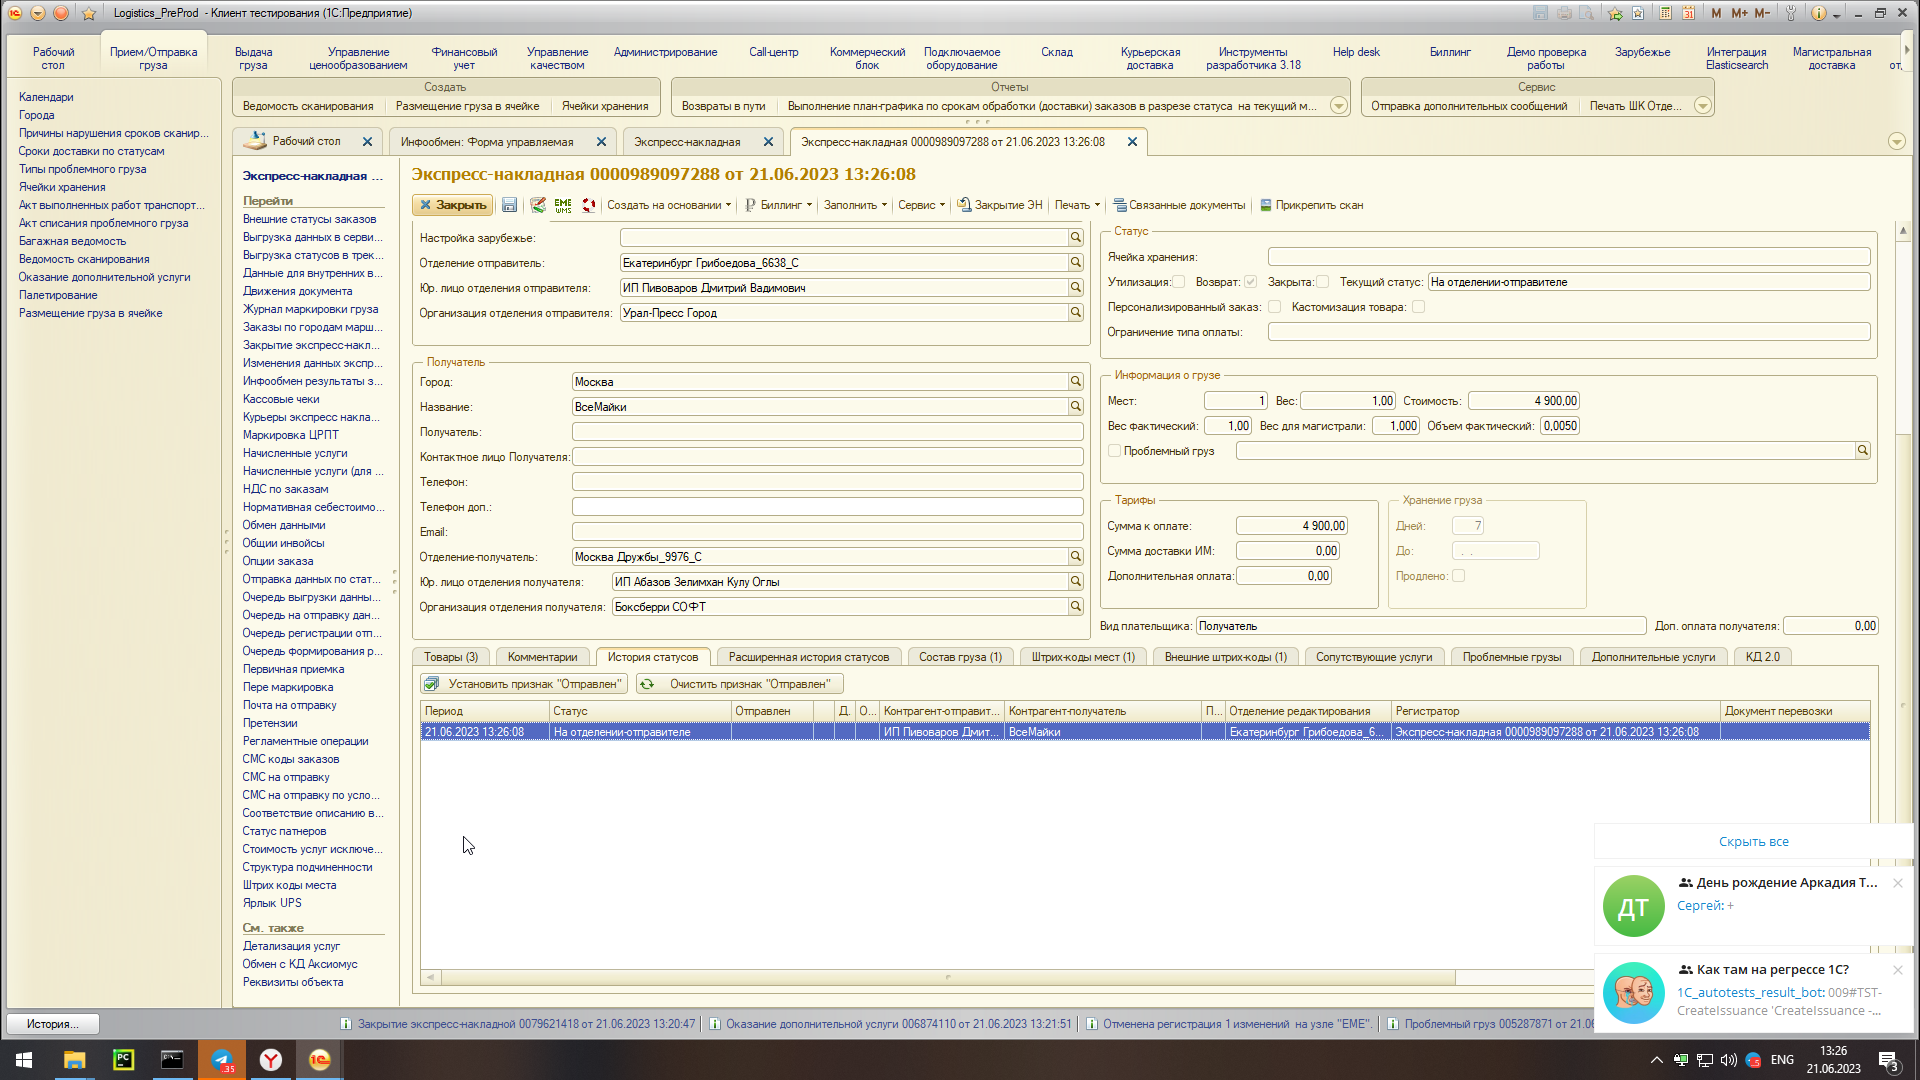 Logistics_PreProd - Клиент тестирования (1С:Предприятие)
M M+ M-
Рабочий стол
Прием/Отправка груза
Выдача груза
Управление ценообразованием
Финансовый учет
Управление качеством
Администрирование
Call-центр
Коммерческий блок
Подключаемое оборудование
Склад
Курьерская доставка
Инструменты разработчика 3.18
Help desk
Биллинг
Демо проверка работы
Зарубежье
Интеграция Elasticsearch
Магистральная доставка
Создать
Ведомость сканирования Размещение груза в ячейке Ячейки хранения
Отчеты
Возвраты в пути Выполнение план-графика по срокам обработки (доставки) заказов в разрезе статуса на текущий м...
Сервис
Отправка дополнительных сообщений Печать ШК Отде...
Календари
Города
Причины нарушения сроков сканир...
Сроки доставки по статусам
Типы проблемного груза
Ячейки хранения
Акт выполненных работ транспорт...
Акт списания проблемного груза
Багажная ведомость
Ведомость сканирования
Оказание дополнительной услуги
Палетирование
Размещение груза в ячейке
Рабочий стол
Инфообмен: Форма управляемая
Экспресс-накладная
Экспресс-накладная 0000989097288 от 21.06.2023 13:26:08
Экспресс-накладная ...
Перейти
Внешние статусы заказов
Выгрузка данных в серви...
Выгрузка статусов в трек...
Данные для внутренних в...
Движения документа
Журнал маркировки груза
Заказы по городам марш...
Закрытие экспресс-накл...
Изменения данных экспр...
Инфообмен результаты з...
Кассовые чеки
Курьеры экспресс накла...
Маркировка ЦРПТ
Начисленные услуги
Начисленные услуги (для ...
НДС по заказам
Нормативная себестоимо...
Обмен данными
Общии инвойсы
Опции заказа
Отправка данных по стат...
Очередь выгрузки данны...
Очередь на отправку дан...
Очередь регистрации отп...
Очередь формирования р...
Первичная приемка
Пере маркировка
Почта на отправку
Претензии
Регламентные операции
СМС коды заказов
СМС на отправку
СМС на отправку по усло...
Соответствие описанию в...
Статус патнеров
Стоимость услуг исключе...
Структура подчиненности
Штрих коды места
Ярлык UPS
См. также
Детализация услуг
Обмен с КД Аксиомус
Реквизиты объекта
Экспресс-накладная 0000989097288 от 21.06.2023 13:26:08
Закрыть EME WMS Создать на основании Биллинг Заполнить Сервис Закрытие ЭН Печать Связанные документы Прикрепить скан
Настройка зарубежье:
Отделение отправитель: Екатеринбург Грибоедова_6638_С
Юр. лицо отделения отправителя: ИП Пивоваров Дмитрий Вадимович
Организация отделения отправителя: Урал-Пресс Город
Получатель
Город: Москва
Название: ВсеМайки
Получатель:
Контактное лицо Получателя:
Телефон:
Телефон доп.:
Email:
Отделение-получатель: Москва Дружбы_9976_С
Юр. лицо отделения получателя: ИП Абазов Зелимхан Кулу Оглы
Организация отделения получателя: Боксберри СОФТ
Статус
Ячейка хранения:
Утилизация: Возврат: Закрыта: Текущий статус: На отделении-отправителе
Персонализированный заказ: Кастомизация товара:
Ограничение типа оплаты:
Информация о грузе
Мест: 1 Вес: 1,00 Стоимость: 4 900,00
Вес фактический: 1,00 Вес для магистрали: 1,000 Объем фактический: 0,0050
Проблемный груз
Тарифы
Сумма к оплате: 4 900,00
Сумма доставки ИМ: 0,00
Дополнительная оплата: 0,00
Хранение груза
Дней: 7
До: . .
Продлено:
Вид плательщика: Получатель Доп. оплата получателя: 0,00
Товары (3) Комментарии История статусов Расширенная история статусов Состав груза (1) Штрих-коды мест (1) Внешние штрих-коды (1) Сопутствующие услуги Проблемные грузы Дополнительные услуги КД 2.0
Установить признак "Отправлен" Очистить признак "Отправлен"
Период Статус Отправлен Д. О... Контрагент-отправит... Контрагент-получатель П... Отделение редактирования Регистратор Документ перевозки
21.06.2023 13:26:08 На отделении-отправителе ИП Пивоваров Дмит... ВсеМайки Екатеринбург Грибоедова_6... Экспресс-накладная 0000989097288 от 21.06.2023 13:26:08
Скрыть все
ДТ
День рождение Аркадия Т...
Сергей: +
Как там на регрессе 1С?
1C_autotests_result_bot: 009#TST-
CreateIssuance 'CreateIssuance -...
История...
Закрытие экспресс-накладной 0079621418 от 21.06.2023 13:20:47
Оказание дополнительной услуги 006874110 от 21.06.2023 13:21:51
Отменена регистрация 1 изменений на узле "EME".
Проблемный груз 005287871 от 21.06
PC
35
ENG
13:26
21.06.2023
3